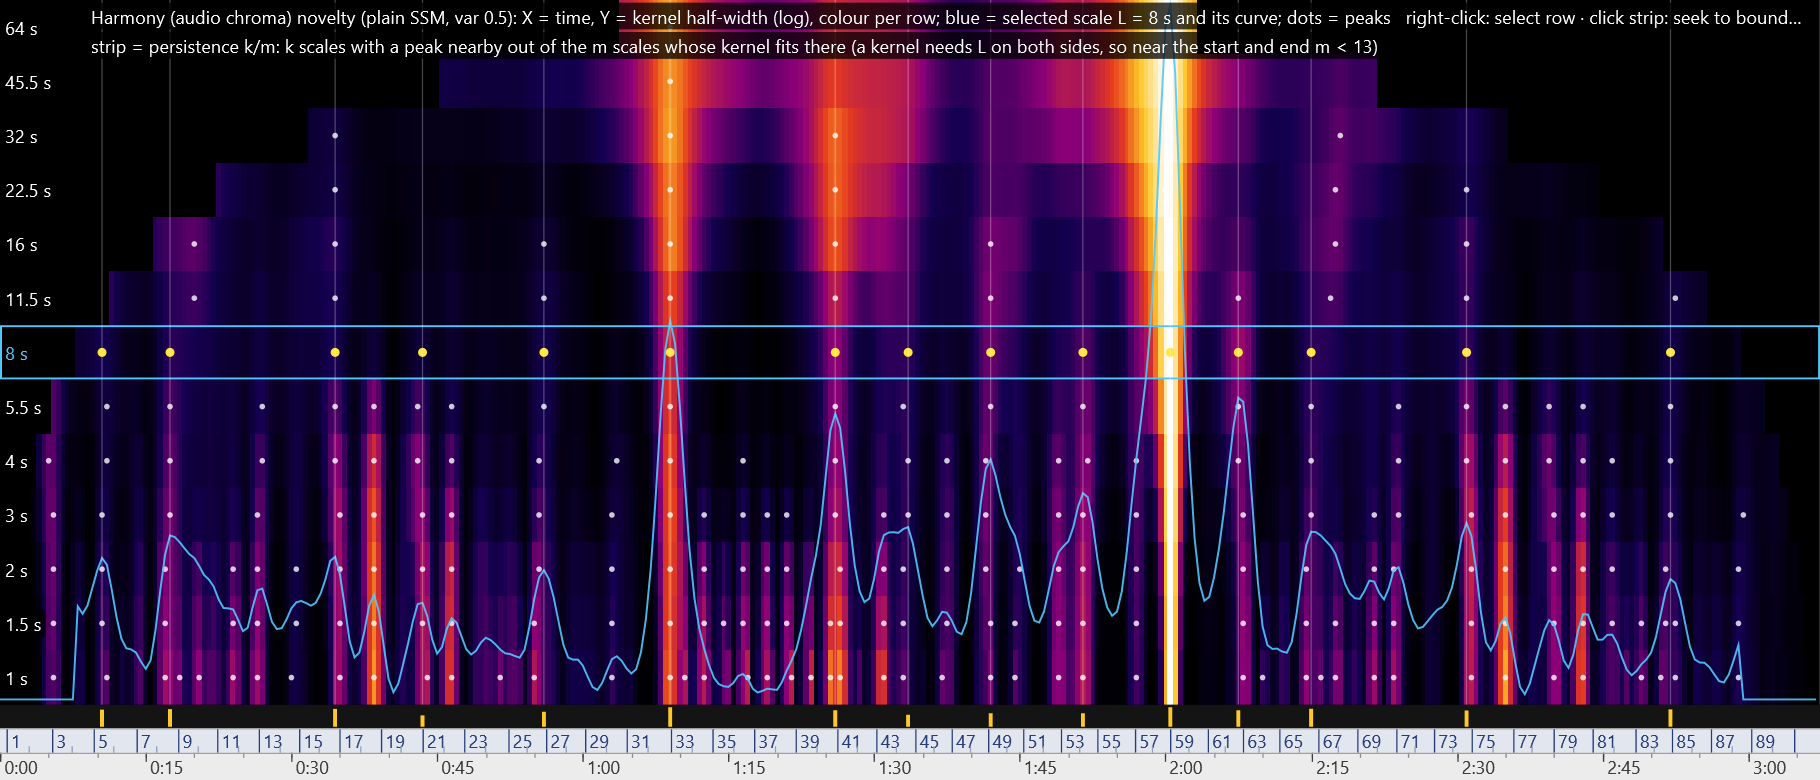 Harmony (audio chroma) novelty (plain SSM, var 0.5): X = time, Y = kernel half-width (log), colour per row; blue = selected scale L = 8 s and its curve; dots = peaks right-click: select row · click strip: seek to bound...
64 s
strip = persistence k/m: k scales with a peak nearby out of the m scales whose kernel fits there (a kernel needs L on both sides, so near the start and end m < 13)
45.5 s
32 s
22.5 s
16 s
11.5 s
8 s
5.5 s
4 s
3 s
2 s
1.5 s
1 s
1 3 5 7 9 11 13 15 17 19 21 23 25 27 29 31 33 35 37 39 41 43 45 47 49 51 53 55 57 59 61 63 65 67 69 71 73 75 77 79 81 83 85 87 89
0:00 0:15 0:30 0:45 1:00 1:15 1:30 1:45 2:00 2:15 2:30 2:45 3:00